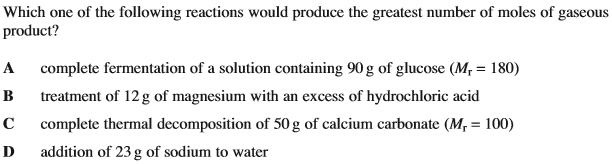 Which one of the following reactions would produce the greatest number of moles of gaseous
product?
A complete fermentation of a solution containing 90 g of glucose (Mr = 180)
B treatment of 12 g of magnesium with an excess of hydrochloric acid
C complete thermal decomposition of 50 g of calcium carbonate (Mr = 100)
D addition of 23 g of sodium to water